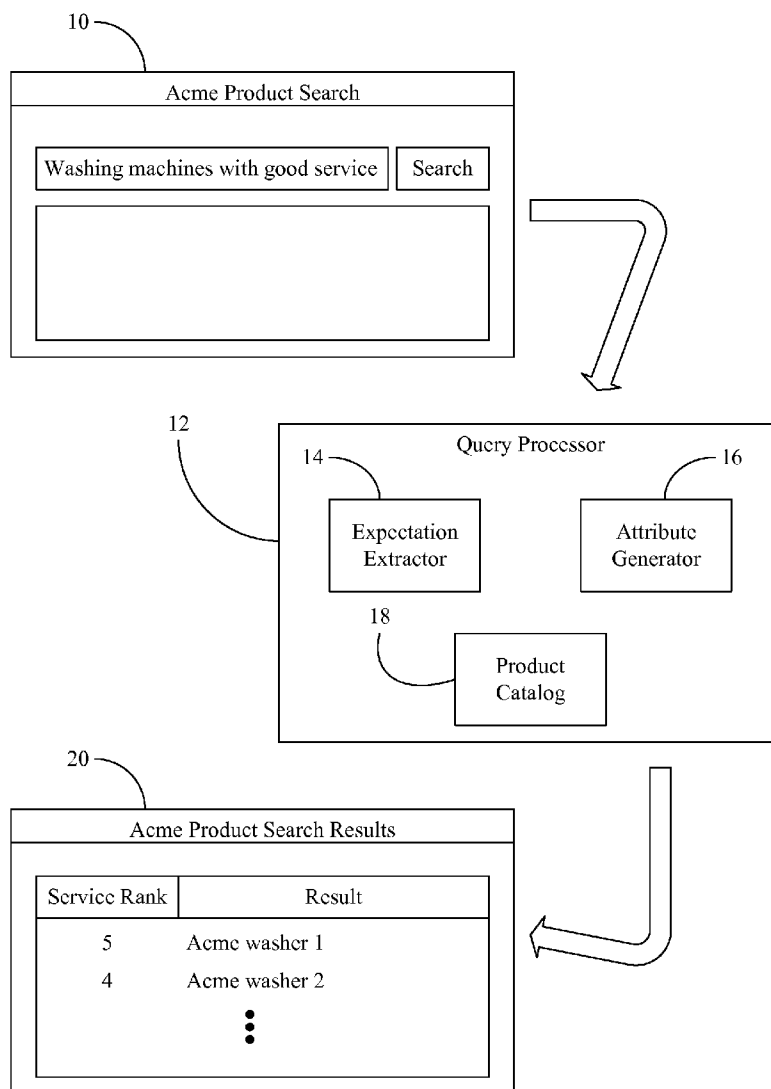 10
Acme Product Search
Washing machines with good service
Search
12
Query Processor
14
16
Expectation
Extractor
Attribute
Generator
18
Product
Catalog
20
Acme Product Search Results
Service Rank Result
5 Acme washer 1
4 Acme washer 2